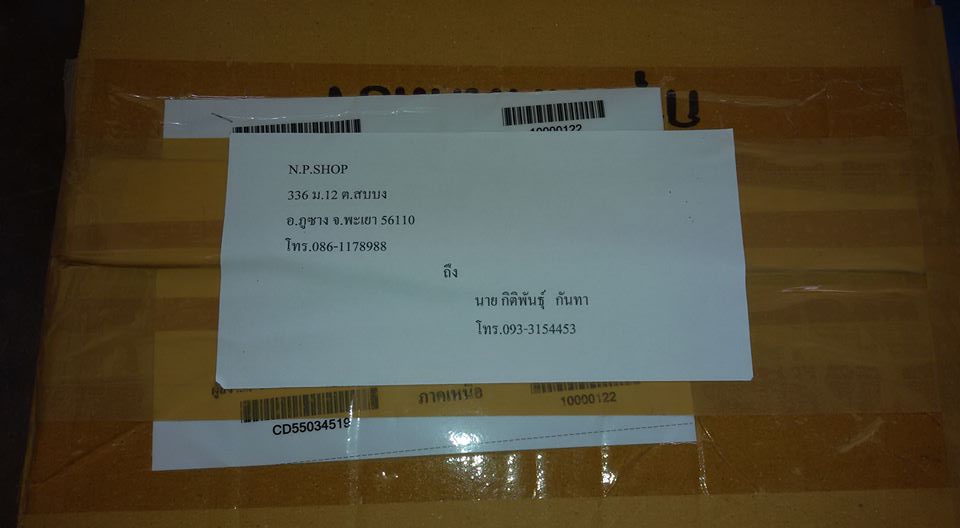 10000122
N.P.SHOP
336 ม.12 ต.สบบง
อ.ภูซาง จ.พะเยา 56110
โทร.086-1178988
ถึง
นาย กิติพันธุ์ กันทา
โทร.093-3154453
ภาคเหนือ
10000122
CD55034519